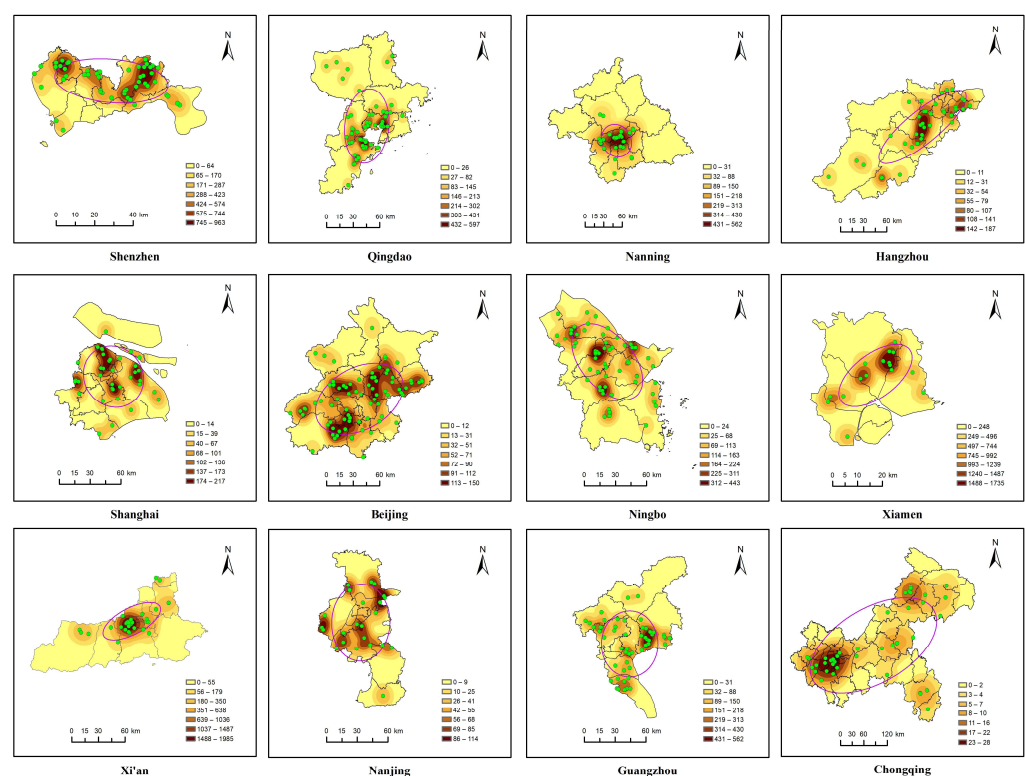 N
0 – 64
65 – 170
171 – 287
288 – 423
424 – 574
575 – 744
745 – 963
0 20 40 km
Shenzhen
N
0 – 26
27 – 82
83 – 145
146 – 213
214 – 302
303 – 431
432 – 597
0 15 30 60 km
Qingdao
N
0 – 31
32 – 88
89 – 150
151 – 218
219 – 313
314 – 430
431 – 562
0 15 30 60 km
Nanning
N
0 – 11
12 – 31
32 – 54
55 – 79
80 – 107
108 – 141
142 – 187
0 15 30 60 km
Hangzhou
N
0 – 14
15 – 39
40 – 67
68 – 101
137 – 173
174 – 217
0 15 30 60 km
Shanghai
N
0 – 12
13 – 31
32 – 51
52 – 71
72 – 90
91 – 112
113 – 150
0 15 30 60 km
Beijing
N
0 – 24
25 – 68
69 – 113
114 – 163
164 – 224
225 – 311
312 – 443
0 15 30 60 km
Ningbo
N
0 – 248
249 – 496
497 – 744
745 – 992
993 – 1239
1240 – 1487
1488 – 1735
0 5 10 20 km
Xiamen
N
0 – 55
56 – 179
180 – 350
351 – 638
639 – 1036
1037 – 1487
1488 – 1985
0 15 30 60 km
Xi'an
N
0 – 9
10 – 25
26 – 41
42 – 55
56 – 68
69 – 85
86 – 114
0 15 30 60 km
Nanjing
N
0 – 31
32 – 88
89 – 150
151 – 218
219 – 313
314 – 430
431 – 562
0 15 30 60 km
Guangzhou
N
0 – 2
3 – 4
5 – 7
8 – 10
11 – 16
17 – 22
23 – 28
0 30 60 120 km
Chongqing